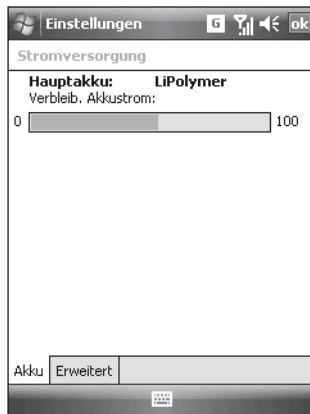 Einstellungen G ok
Stromversorgung
Hauptakku: LiPolymer
Verbleib. Akkustrom:
0 100
Akku Erweitert